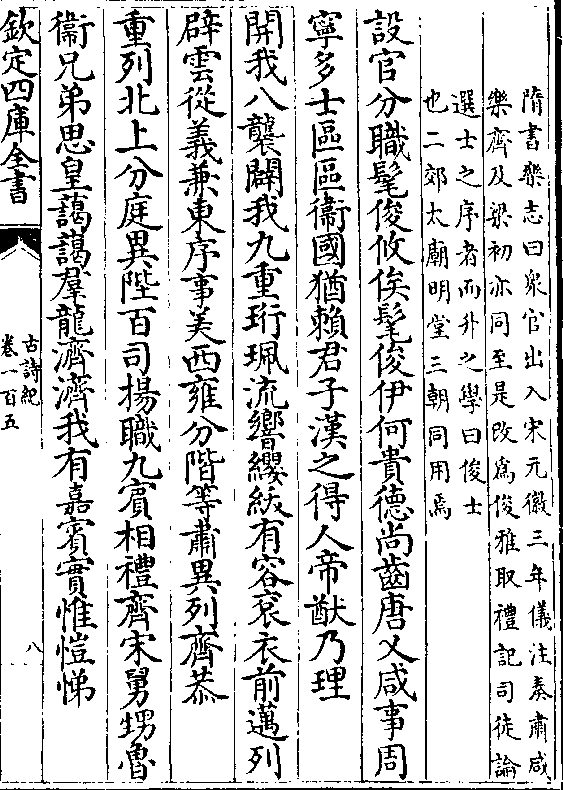 隋書樂志曰衆官出入宋元徽三年儀注奏肅咸
樂齊及梁初亦同至是改爲俊雅取禮記司徒論
選士之序者而升之學曰俊士
也二郊太廟明堂三朝同用焉
設官分職髦俊攸俟髦俊伊何貴德尚齒唐乂咸事周
寧多士區區衞國猶賴君子漢之得人帝猷乃理
開我八襲闢我九重珩珮流響纓紱有容衮衣前邁列
辟雲從義兼東序事美西雍分階等肅異列齊恭
重列北上分庭異陛百司揚職九賓相禮齊宋舅甥魯
衞兄弟思皇藹藹羣龍濟濟我有嘉賓實惟愷悌
欽定四庫全書
古詩紀
卷一百五
八